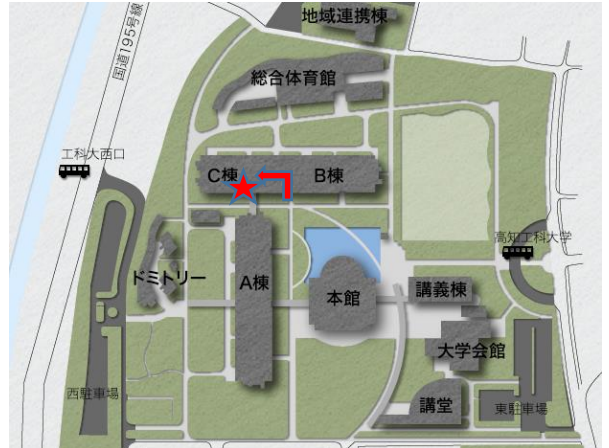 地域連携棟
国道195号線
総合体育館
工科大西口
C棟
B棟
高知工科大学
ドミトリー
A棟
本館
講義棟
大学会館
西駐車場
講堂
東駐車場